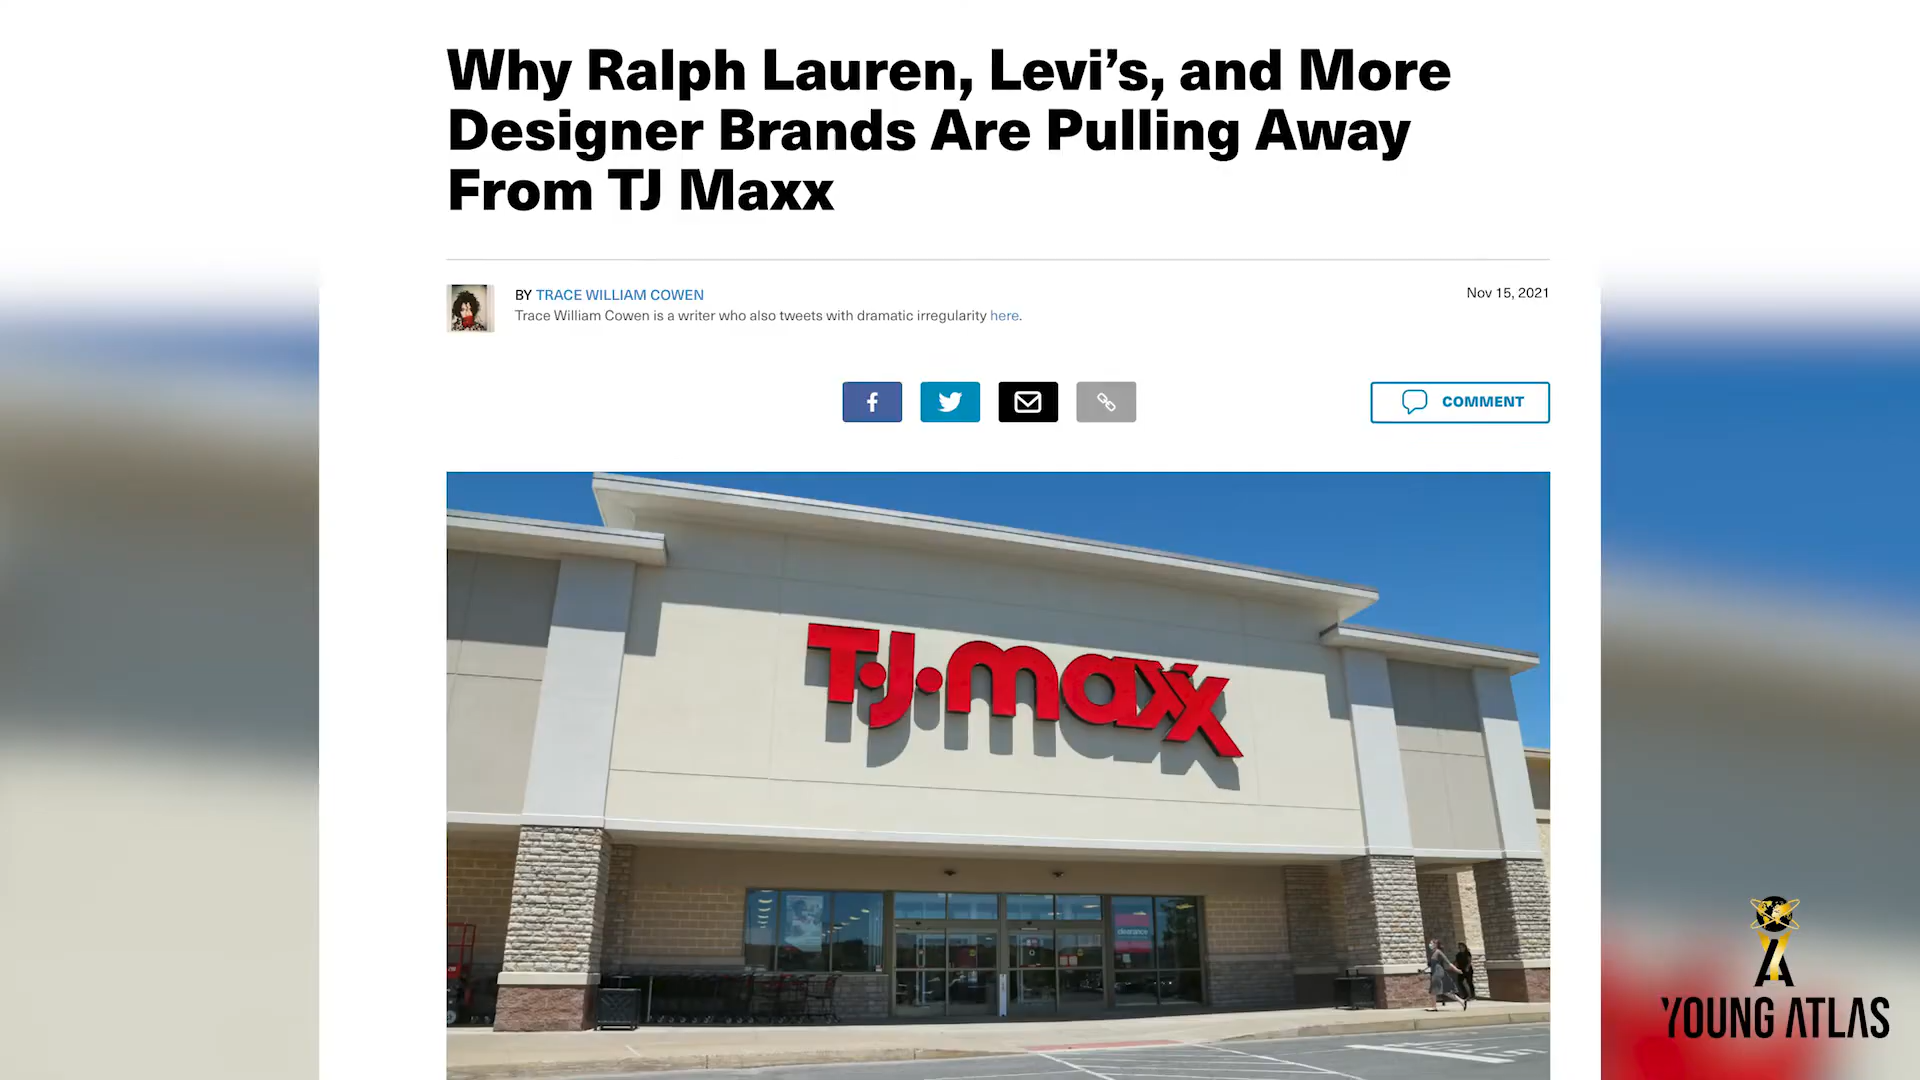 Why Ralph Lauren, Levi’s, and More
Designer Brands Are Pulling Away
From TJ Maxx
BY TRACE WILLIAM COWEN
Nov 15, 2021
Trace William Cowen is a writer who also tweets with dramatic irregularity here.
COMMENT
T•J•maxx
clearance
YOUNG ATLAS